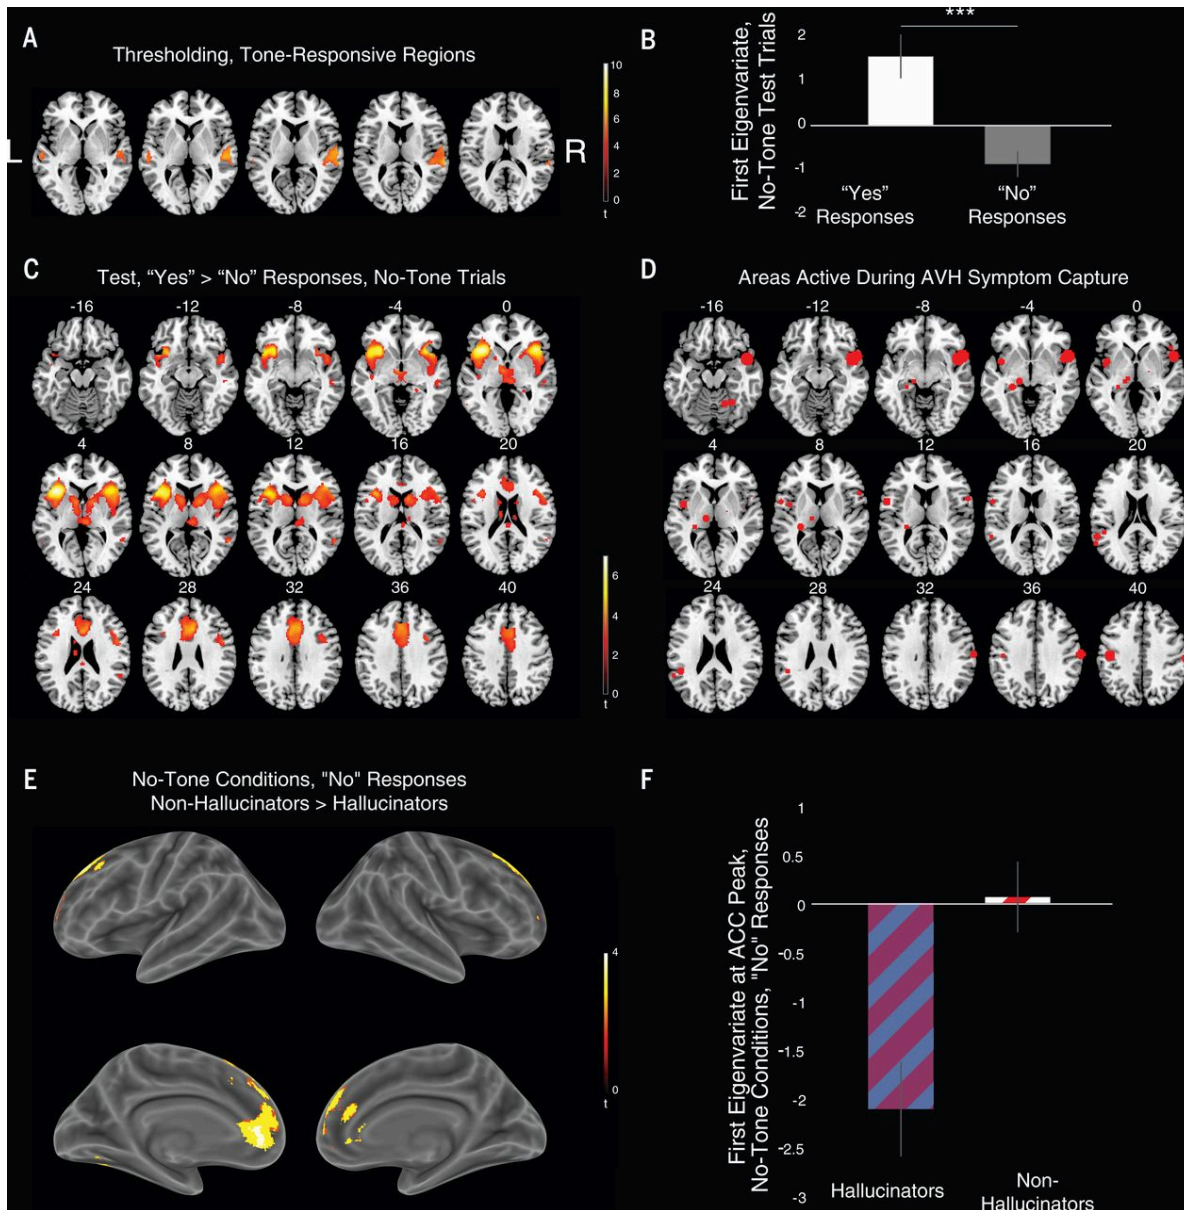 A
Thresholding, Tone-Responsive Regions
L
R
10
8
6
4
2
0
t
B
First Eigenvariate,
No-Tone Test Trials
***
2
1
0
-1
-2
“Yes”
Responses
“No”
Responses
C
Test, “Yes” > “No” Responses, No-Tone Trials
-16
-12
-8
-4
0
4
8
12
16
20
24
28
32
36
40
6
4
2
0
t
D
Areas Active During AVH Symptom Capture
-16
-12
-8
-4
0
4
8
12
16
20
24
28
32
36
40
E
No-Tone Conditions, "No" Responses
Non-Hallucinators > Hallucinators
4
0
t
F
First Eigenvariate at ACC Peak,
No-Tone Conditions, "No" Responses
1
0.5
0
-0.5
-1
-1.5
-2
-2.5
-3
Hallucinators
Non-
Hallucinators